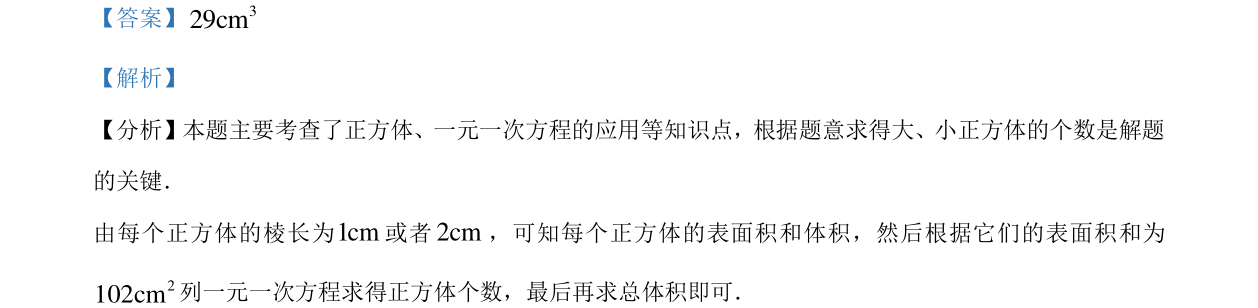 【答案】29cm³
【解析】
【分析】本题主要考查了正方体、一元一次方程的应用等知识点，根据题意求得大、小正方体的个数是解题
的关键．
由每个正方体的棱长为1cm或者2cm，可知每个正方体的表面积和体积，然后根据它们的表面积和为
102cm²列一元一次方程求得正方体个数，最后再求总体积即可．